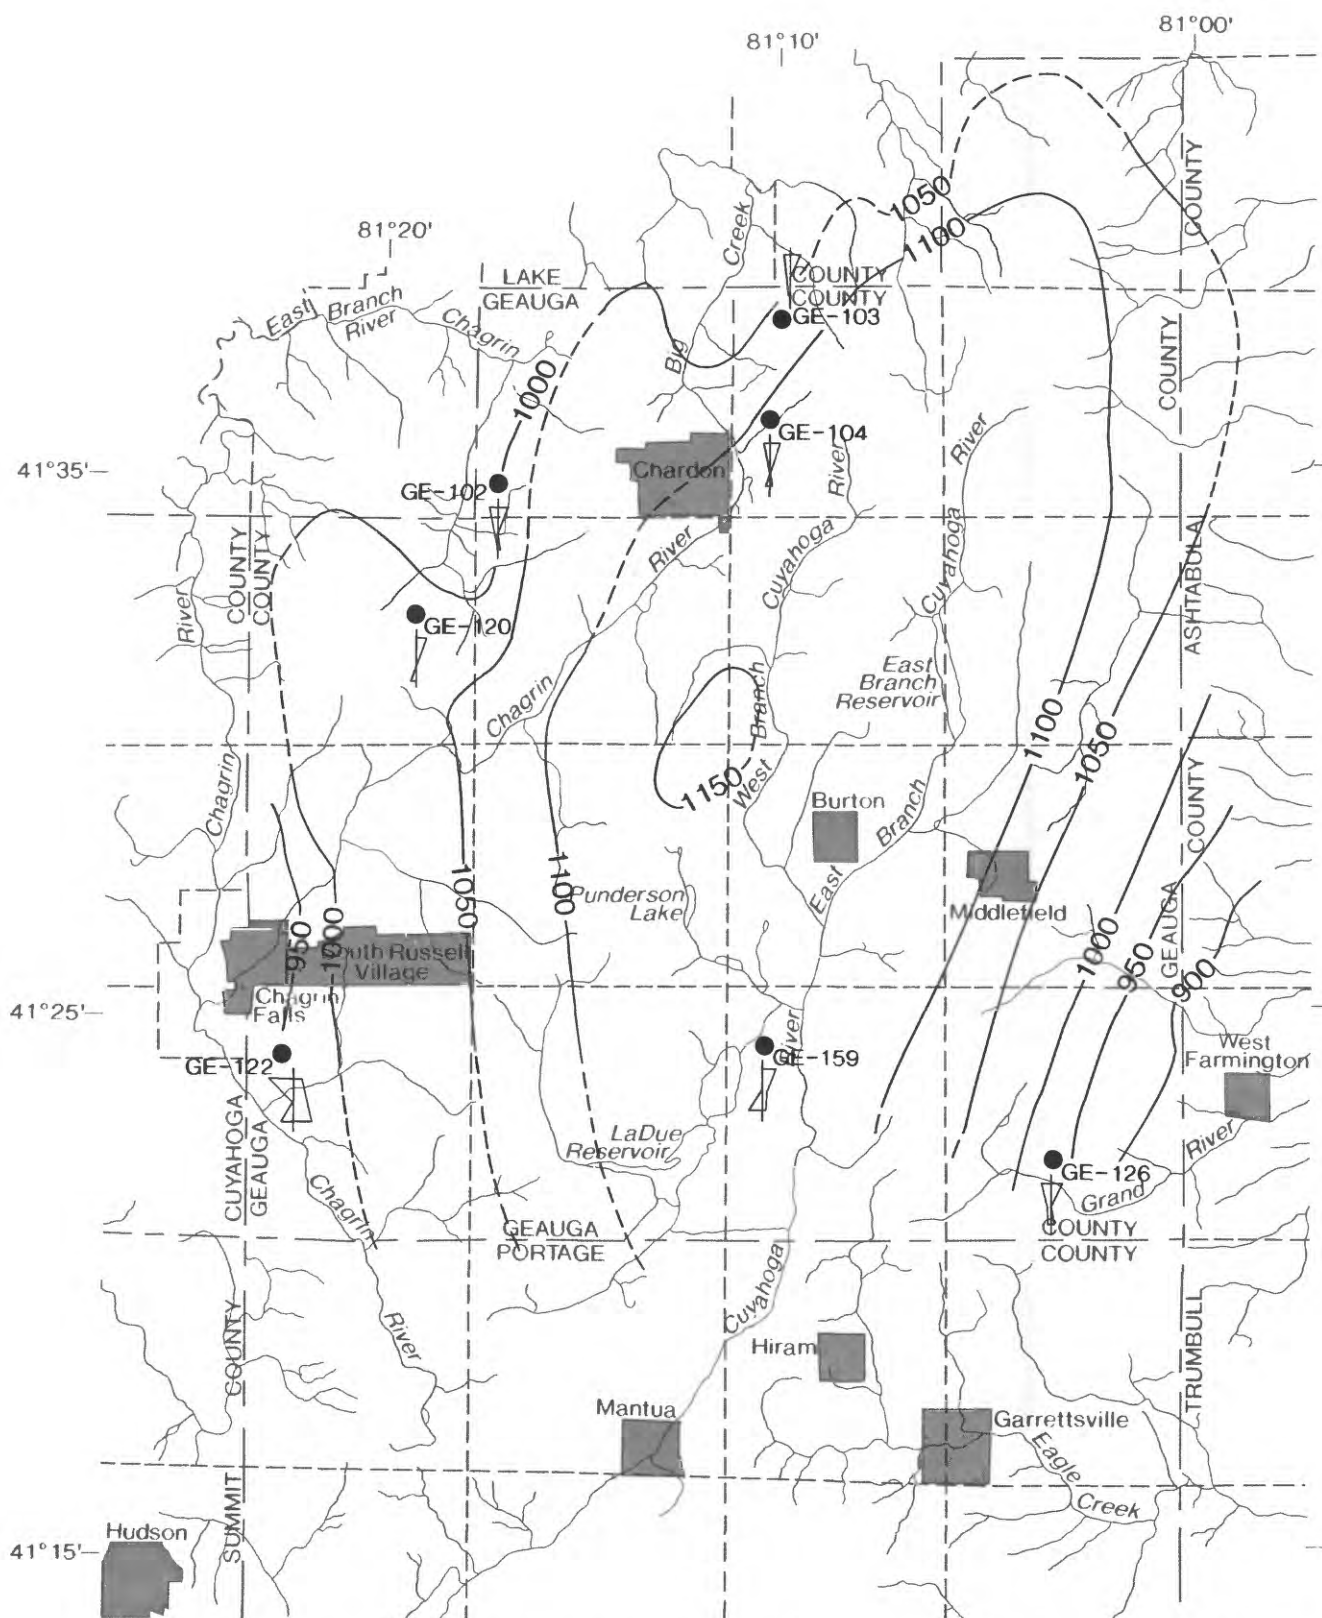 81°00'
81°10'
81°20'
1050
1100
COUNTY
Creek
LAKE
GEAUGA
COUNTY
COUNTY
East
Branch
River
Chagrin
GE-103
Big
COUNTY
1000
GE-104
River
River
41°35'
Chardon
GE-102
COUNTY
COUNTY
River
River
Cuyahoga
Cuyahoga
ASHTABULA
GE-120
East
Branch
Reservoir
Chagrin
Branch
1100
1050
Chagrin
1150
West
Burton
Branch
COUNTY
1050
1100
Punderson
Lake
East
Middlefield
GEAUGA
950
1000
South Russell
Village
1000
950
900
41°25'
Chagrin
Falls
River
West
Farmington
GE-122
GE-159
LaDue
Reservoir
River
CUYAHOGA
GEAUGA
Chagrin
GE-126
Grand
GEAUGA
PORTAGE
COUNTY
COUNTY
Cuyahoga
River
COUNTY
TRUMBULL
Hiram
Mantua
Garrettsville
Eagle
Creek
SUMMIT
Hudson
41°15'